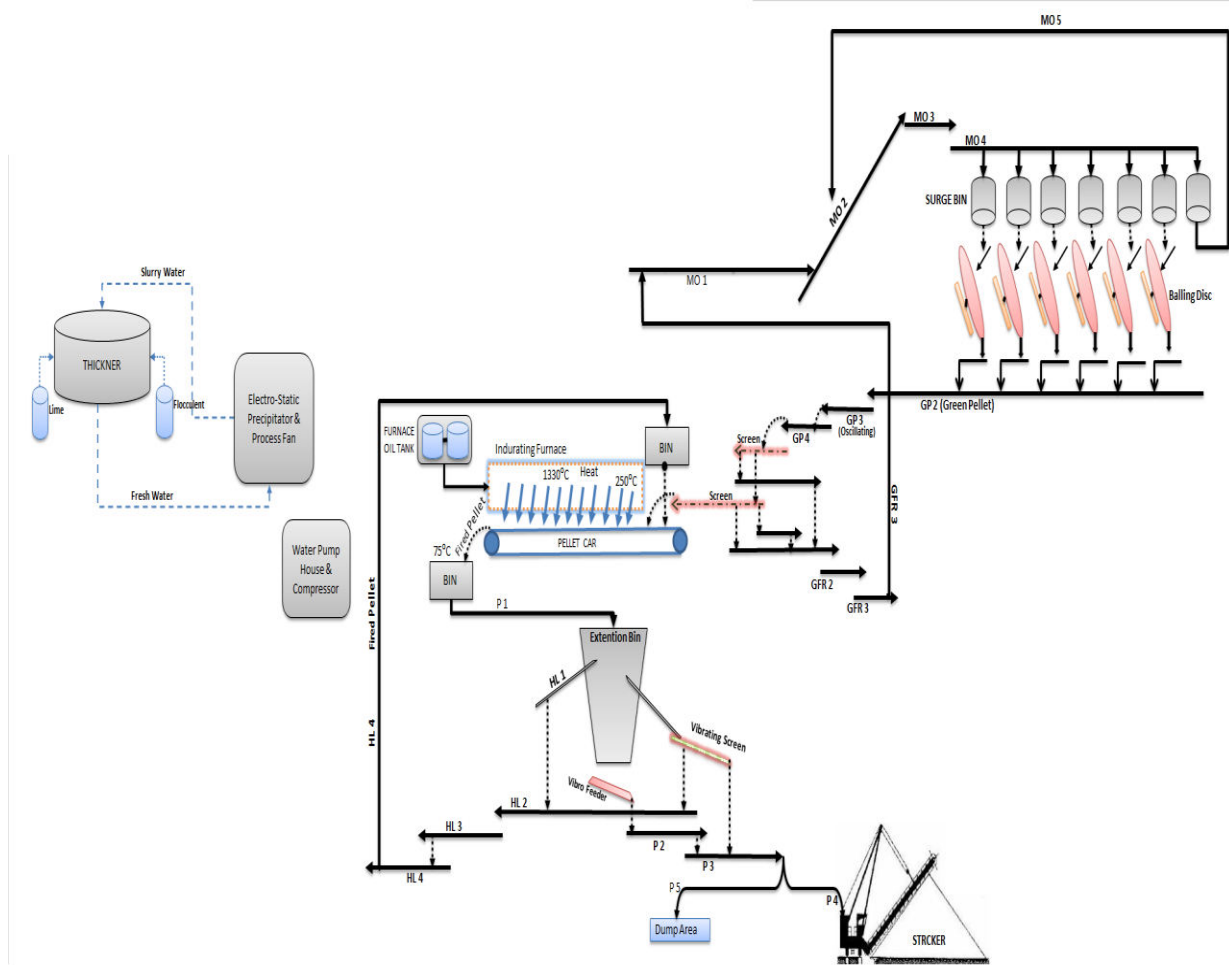 MO 5
MO 3
MO 4
SURGE BIN
MO 2
MO 1
Balling Disc
Slurry Water
THICKNER
Lime
Flocculent
Electro-Static
Precipitator &
Process Fan
Fresh Water
Water Pump
House &
Compressor
GP 2 (Green Pellet)
GP 3
(Oscillating)
GP 4
Screen
Screen
FURNACE
OIL TANK
Indurating Furnace
BIN
1330°C
Heat
250°C
Fired Pellet
PELLET CAR
75°C
BIN
GFR 3
GFR 2
GFR 3
P 1
Extention Bin
HL 1
Fired Pellet
HL 4
Vibrating Screen
Vibro Feeder
HL 2
HL 3
P 2
HL 4
P 3
P 5
P 4
Dump Area
STRCKER